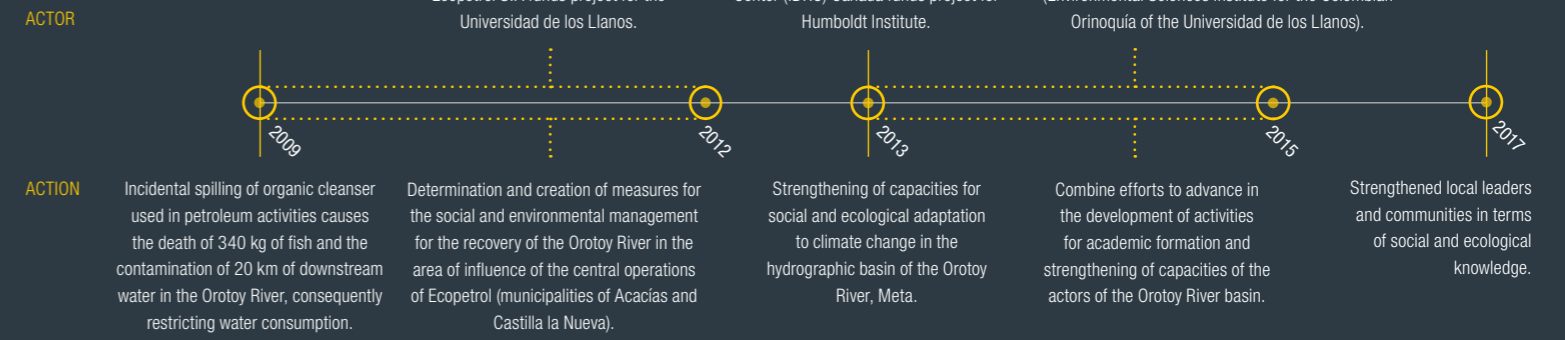 ACTOR
Universidad de los Llanos.
Humboldt Institute.
Orinoquía of the Universidad de los Llanos).
2009
2012
2013
2015
2017
ACTION
Incidental spilling of organic cleanser
used in petroleum activities causes
the death of 340 kg of fish and the
contamination of 20 km of downstream
water in the Orotoy River, consequently
restricting water consumption.
Determination and creation of measures for
the social and environmental management
for the recovery of the Orotoy River in the
area of influence of the central operations
of Ecopetrol (municipalities of Acacías and
Castilla la Nueva).
Strengthening of capacities for
social and ecological adaptation
to climate change in the
hydrographic basin of the Orotoy
River, Meta.
Combine efforts to advance in
the development of activities
for academic formation and
strengthening of capacities of the
actors of the Orotoy River basin.
Strengthened local leaders
and communities in terms
of social and ecological
knowledge.